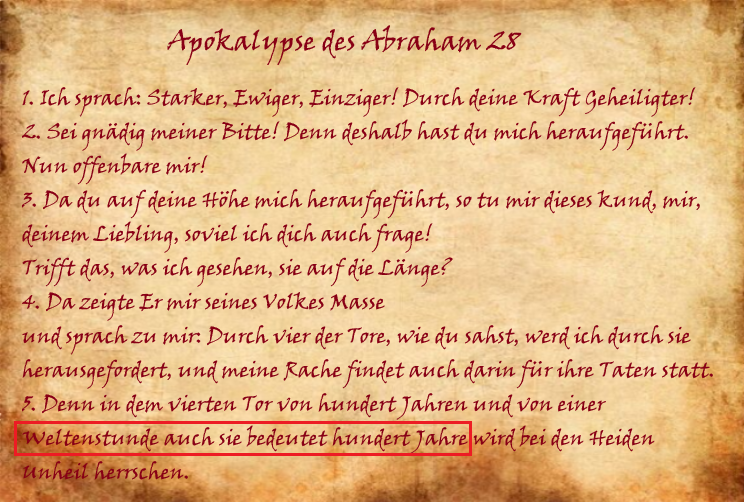 Apokalypse des Abraham 28
1. Ich sprach: Starker, Ewiger, Einziger! Durch deine Kraft Geheiligter!
2. Sei gnädig meiner Bitte! Denn deshalb hast du mich heraufgeführt.
Nun offenbare mir!
3. Da du auf deine Höhe mich heraufgeführt, so tu mir dieses kund, mir,
deinem Liebling, soviel ich dich auch frage!
Trifft das, was ich gesehen, sie auf die Länge?
4. Da zeigte Er mir seines Volkes Masse
und sprach zu mir: Durch vier der Tore, wie du sahst, werd ich durch sie
herausgefordert, und meine Rache findet auch darin für ihre Taten statt.
5. Denn in dem vierten Tor von hundert Jahren und von einer
Weltenstunde auch sie bedeutet hundert Jahre wird bei den Heiden
Unheil herrschen.